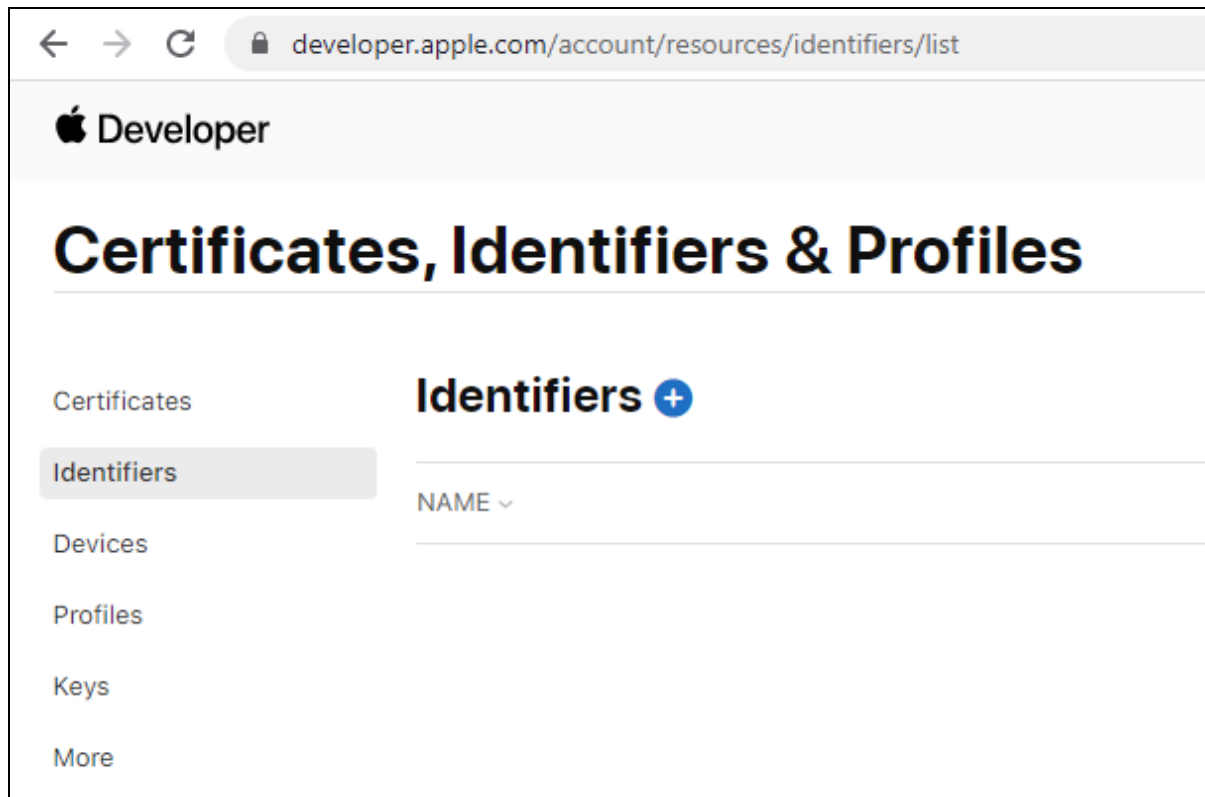 developer.apple.com/account/resources/identifiers/list
Developer
Certificates, Identifiers & Profiles
Certificates
Identifiers
Devices
Profiles
Keys
More
Identifiers
NAME